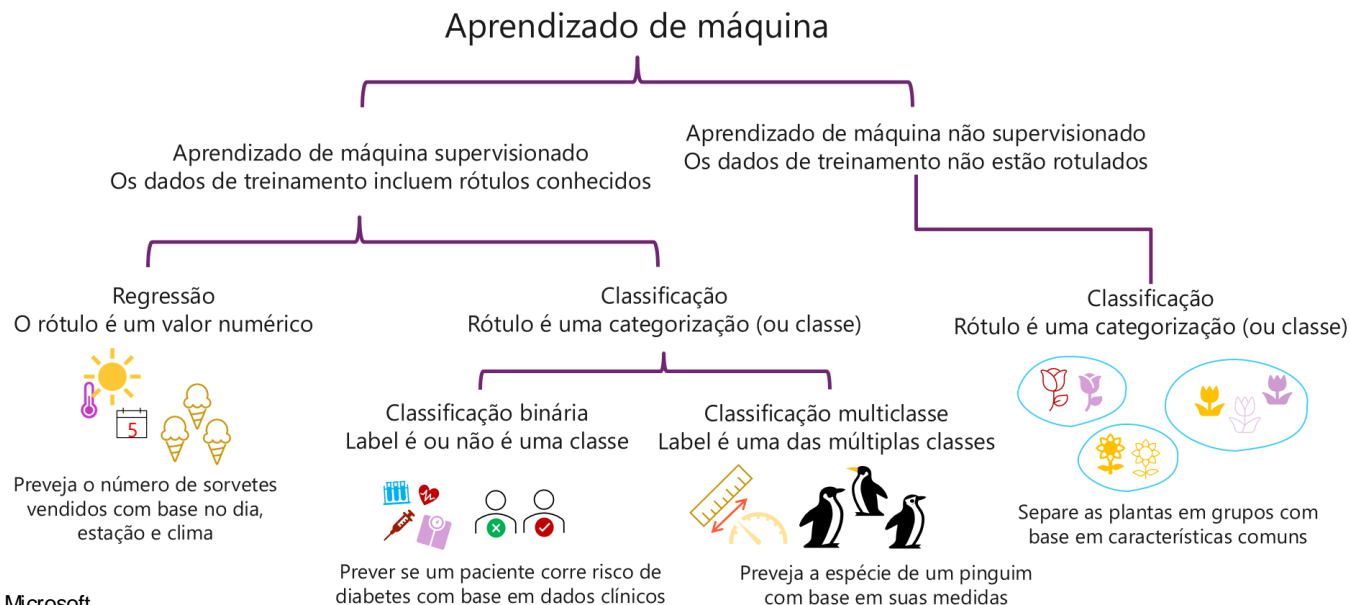 Aprendizado de máquina
Aprendizado de máquina supervisionado
Os dados de treinamento incluem rótulos conhecidos
Aprendizado de máquina não supervisionado
Os dados de treinamento não estão rotulados
Regressão
O rótulo é um valor numérico
5
Preveja o número de sorvetes
vendidos com base no dia,
estação e clima
Classificação
Rótulo é uma categorização (ou classe)
Classificação binária
Label é ou não é uma classe
Prever se um paciente corre risco de
diabetes com base em dados clínicos
Classificação multiclasse
Label é uma das múltiplas classes
Preveja a espécie de um pinguim
com base em suas medidas
Classificação
Rótulo é uma categorização (ou classe)
Separe as plantas em grupos com
base em características comuns
Microsoft